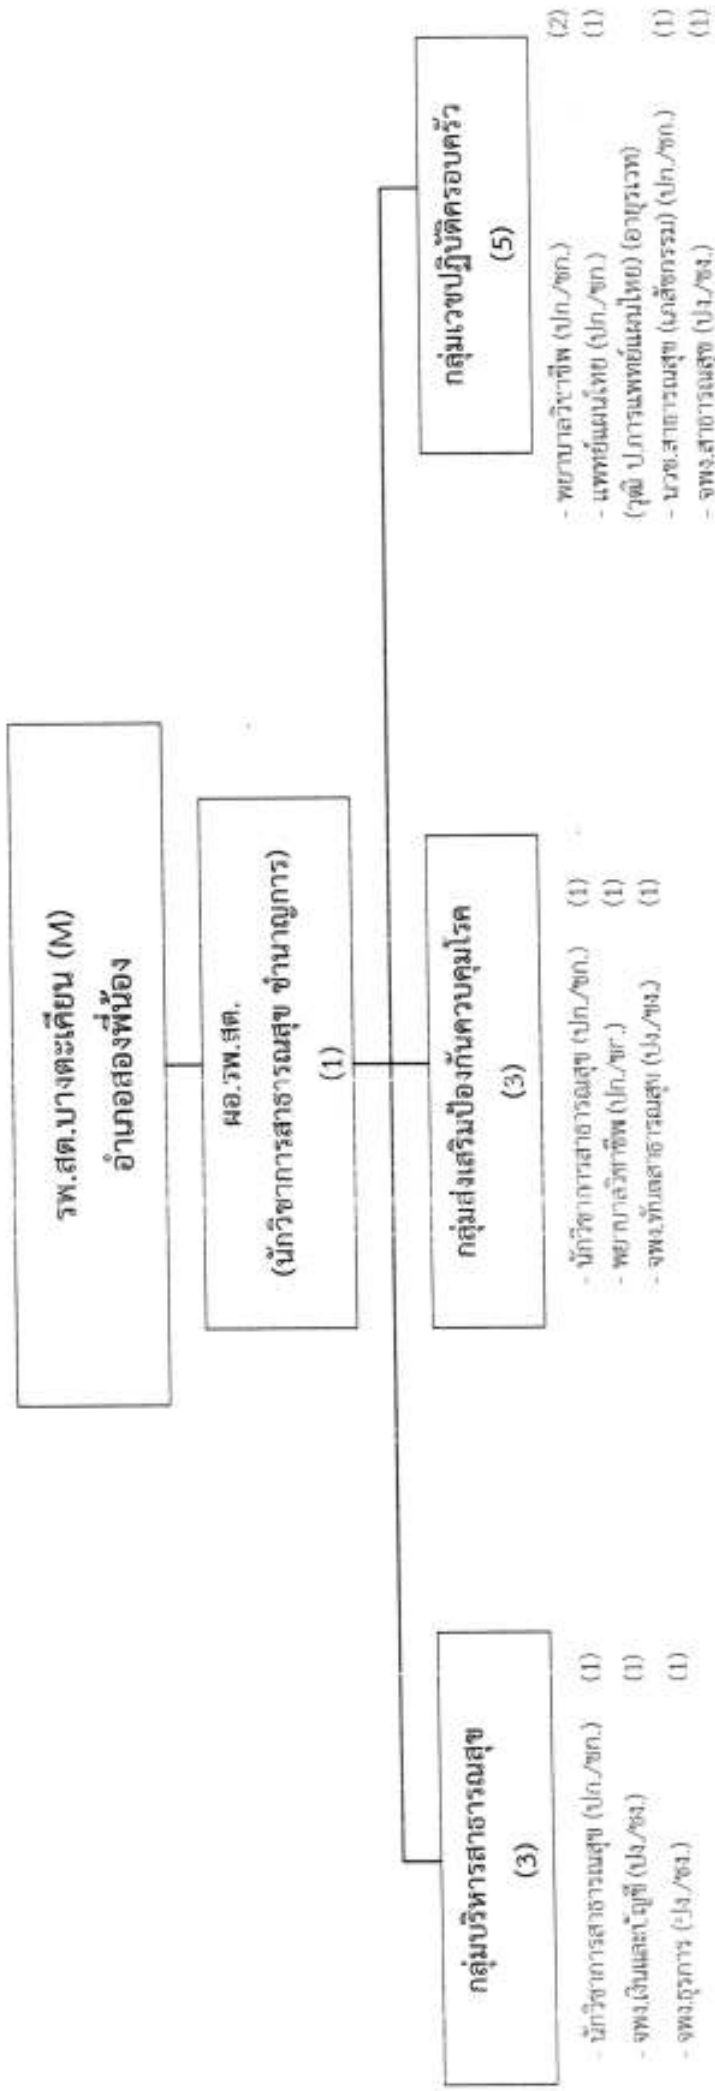 รพ.สต.บางตะเคียน (M)
อำเภอสองพี่น้อง
ผอ.รพ.สต.
(นักวิชาการสาธารณสุข ชำนาญการ)
(1)
กลุ่มบริหารสาธารณสุข
(3)
- นักวิชาการสาธารณสุข (ปก./ชก.) (1)
- จพง.เงินและบัญชี (ปง./ชง.) (1)
- จพง.ธุรการ (ปง./ชง.) (1)
กลุ่มส่งเสริมป้องกันควบคุมโรค
(3)
- นักวิชาการสาธารณสุข (ปก./ชก.) (1)
- พยาบาลวิชาชีพ (ปก./ชก.) (1)
- จพง.ทันตสาธารณสุข (ปง./ชง.) (1)
กลุ่มเวชปฏิบัติครอบครัว
(5)
- พยาบาลวิชาชีพ (ปก./ชก.) (2)
- แพทย์แผนไทย (ปก./ชก.) (1)
(วุฒิ ป.การแพทย์แผนไทย) (อายุรเวท)
- นวช.สาธารณสุข (เภสัชกรรม) (ปก./ชก.) (1)
- จพง.สาธารณสุข (ปง./ชง.) (1)